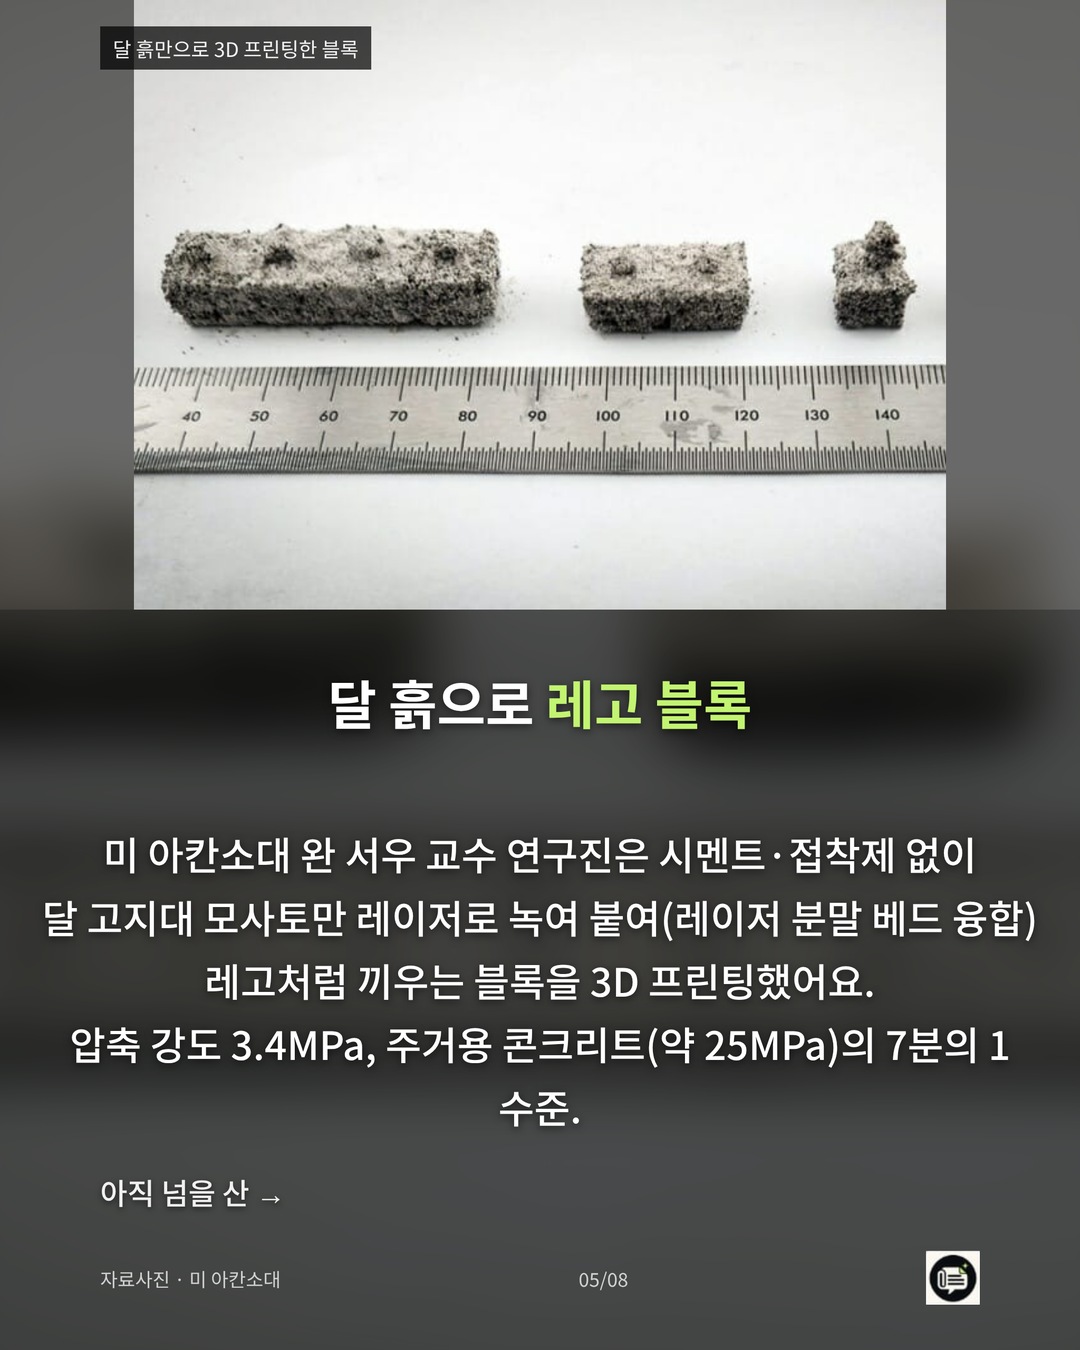 달 흙만으로 3D 프린팅한 블록
40 50 60 70 80 90 100 110 120 130 140
달 흙으로 레고 블록
미 아칸소대 완 서우 교수 연구진은 시멘트·접착제 없이
달 고지대 모사토만 레이저로 녹여 붙여(레이저 분말 베드 융합)
레고처럼 끼우는 블록을 3D 프린팅했어요.
압축 강도 3.4MPa, 주거용 콘크리트(약 25MPa)의 7분의 1
수준.
아직 넘을 산 →
자료사진 · 미 아칸소대
05/08